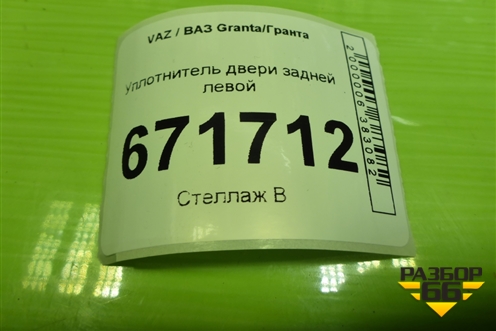 VAZ / ВАЗ Granta/Гранта
Уплотнитель двери задней
левой
671712
Стеллаж В
2000006383082
РАЗБОР
66